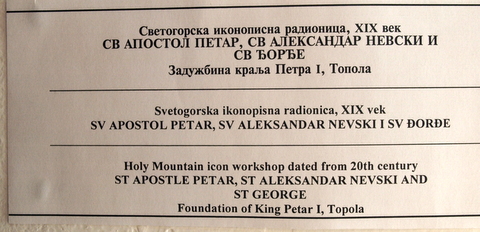 Светогорска иконописна радионица, XIX век
СВ АПОСТОЛ ПЕТАР, СВ АЛЕКСАНДАР НЕВСКИ И
СВ ЂОРЂЕ
Задужбина краља Петра I, Топола
Svetogorska ikonopisna radionica, XIX vek
SV APOSTOL PETAR, SV ALEKSANDAR NEVSKI I SV ĐORĐE
Holy Mountain icon workshop dated from 20th century
ST APOSTLE PETAR, ST ALEKSANDAR NEVSKI AND
ST GEORGE
Foundation of King Petar I, Topola